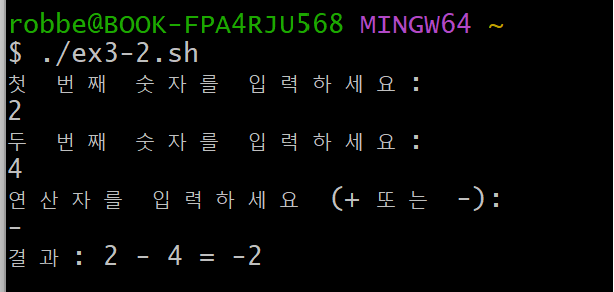 robbe@BOOK-FPA4RJU568 MINGW64 ~
$ ./ex3-2.sh
첫 번째 숫자를 입력하세요:
2
두 번째 숫자를 입력하세요:
4
연산자를 입력하세요 (+ 또는 -):
-
결과: 2 - 4 = -2